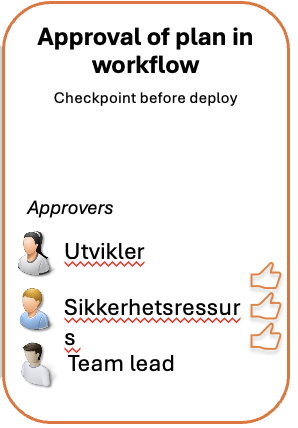 Approval of plan in
workflow
Checkpoint before deploy
Approvers
Utvikler
Sikkerhetsressur
s
Team lead